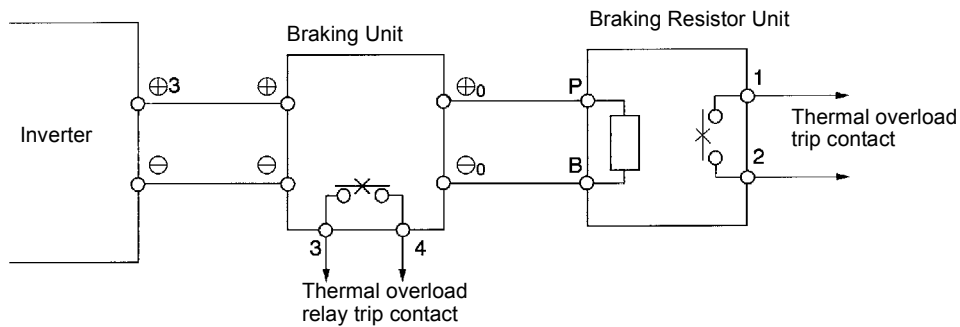 Braking Resistor Unit
Braking Unit
⊕3
⊕
⊕0
P
1
Inverter
Thermal overload
trip contact
⊖
⊖
⊖0
B
2
3
4
Thermal overload
relay trip contact